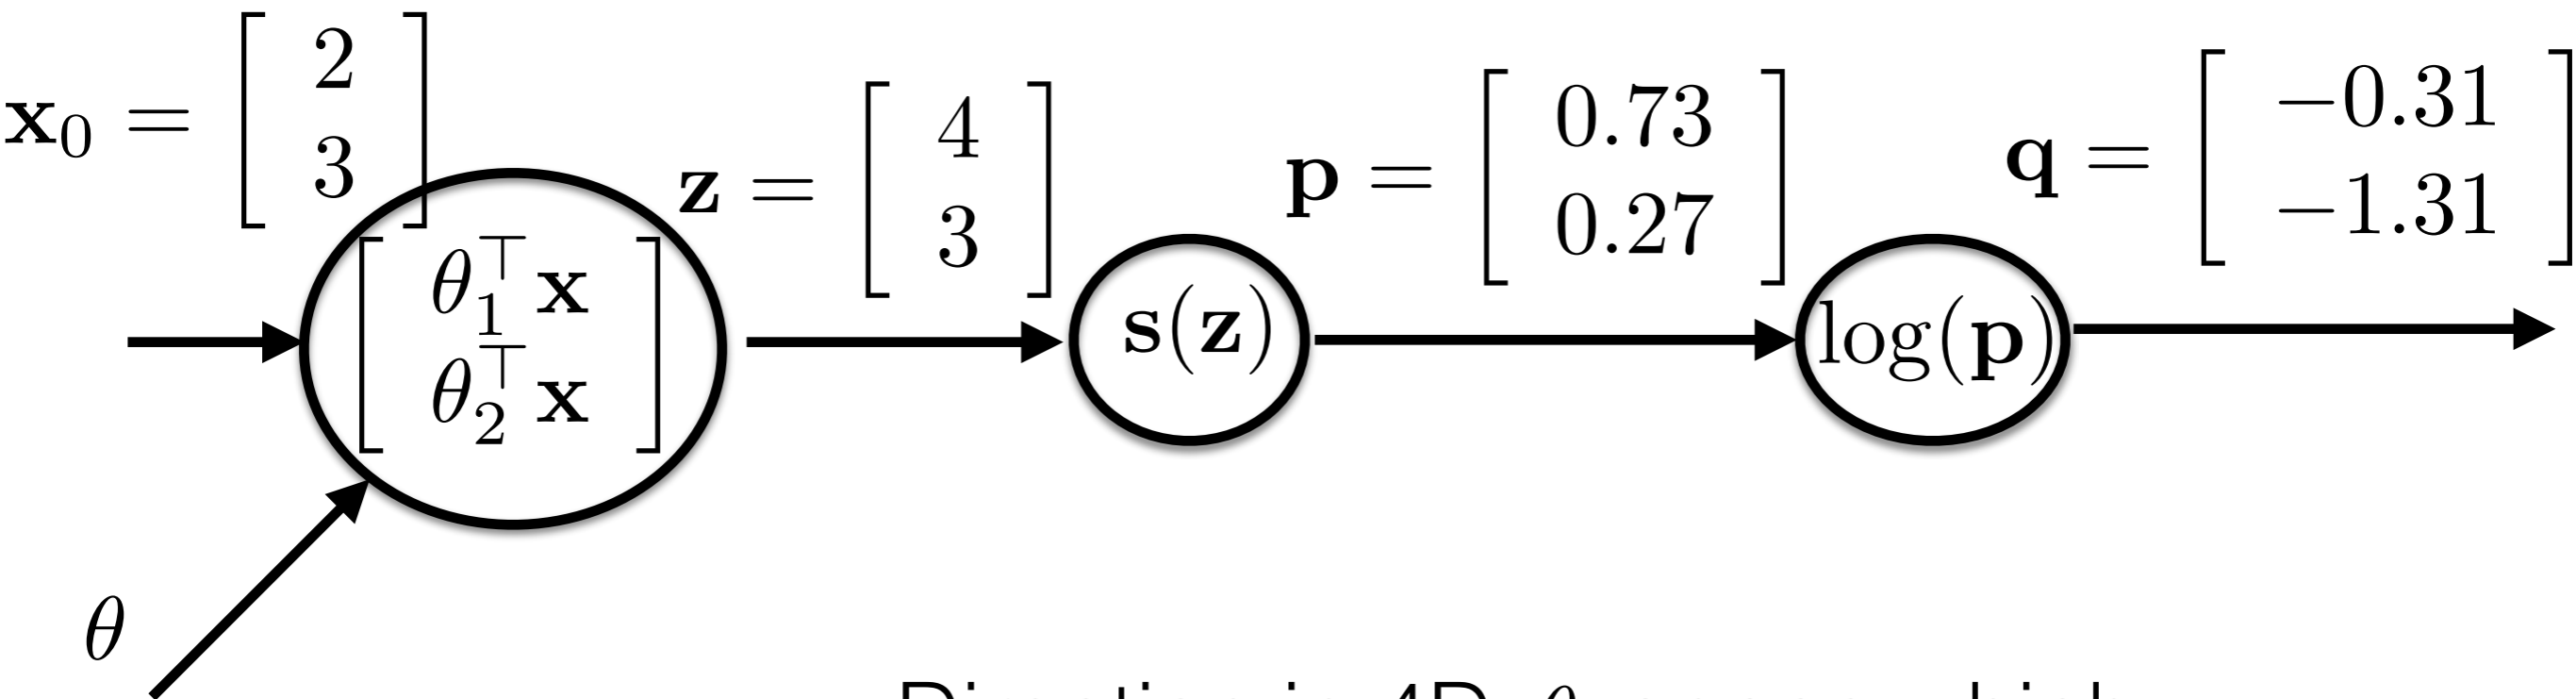 x₀ = [ 2 3 ]
z = [ 4 3 ]
p = [ 0.73 0.27 ]
q = [ −0.31 −1.31 ]
[ θ₁ᵀx θ₂ᵀx ]
s(z)
log(p)
θ